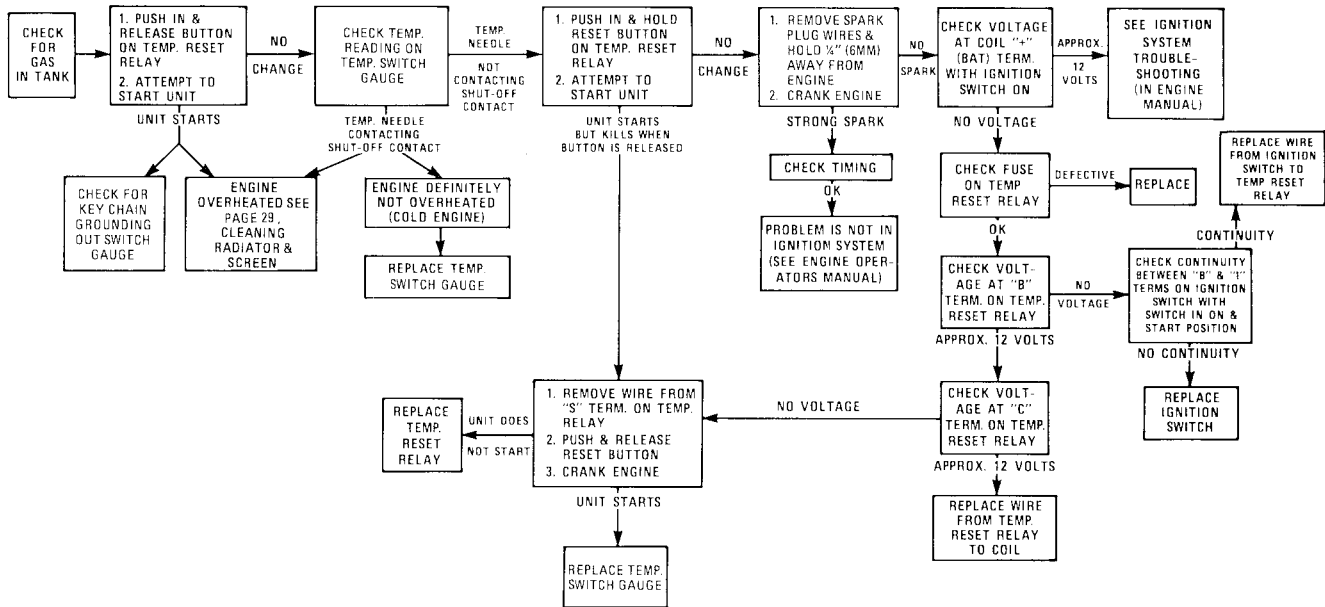 CHECK
FOR
GAS
IN TANK
1. PUSH IN &
RELEASE BUTTON
ON TEMP. RESET
RELAY
2. ATTEMPT TO
START UNIT
NO
CHANGE
CHECK TEMP.
READING ON
TEMP. SWITCH
GAUGE
TEMP.
NEEDLE
NOT
CONTACTING
SHUT-OFF
CONTACT
1. PUSH IN & HOLD
RESET BUTTON
ON TEMP. RESET
RELAY
2. ATTEMPT TO
START UNIT
NO
CHANGE
1. REMOVE SPARK
PLUG WIRES &
HOLD ¼" (6MM)
AWAY FROM
ENGINE
2. CRANK ENGINE
NO
SPARK
CHECK VOLTAGE
AT COIL "+"
(BAT) TERM.
WITH IGNITION
SWITCH ON
APPROX.
12
VOLTS
SEE IGNITION
SYSTEM
TROUBLE-
SHOOTING
(IN ENGINE
MANUAL)
UNIT STARTS
TEMP. NEEDLE
CONTACTING
SHUT-OFF CONTACT
UNIT STARTS
BUT KILLS WHEN
BUTTON IS RELEASED
STRONG SPARK
NO VOLTAGE
CHECK FOR
KEY CHAIN
GROUNDING
OUT SWITCH
GAUGE
ENGINE
OVERHEATED SEE
PAGE 29,
CLEANING
RADIATOR &
SCREEN
ENGINE DEFINITELY
NOT OVERHEATED
(COLD ENGINE)
REPLACE TEMP.
SWITCH GAUGE
CHECK TIMING
OK
PROBLEM IS NOT IN
IGNITION SYSTEM
(SEE ENGINE OPER-
ATORS MANUAL)
CHECK FUSE
ON TEMP
RESET RELAY
DEFECTIVE
REPLACE
REPLACE WIRE
FROM IGNITION
SWITCH TO
TEMP RESET
RELAY
OK
CONTINUITY
CHECK VOLT-
AGE AT "B"
TERM. ON TEMP.
RESET RELAY
NO
VOLTAGE
CHECK CONTINUITY
BETWEEN "B" & "I"
TERMS ON IGNITION
SWITCH WITH
SWITCH IN ON &
START POSITION
APPROX. 12 VOLTS
NO CONTINUITY
REPLACE
IGNITION
SWITCH
CHECK VOLT-
AGE AT "C"
TERM. ON TEMP.
RESET RELAY
NO VOLTAGE
1. REMOVE WIRE FROM
"S" TERM. ON TEMP.
RELAY
2. PUSH & RELEASE
RESET BUTTON
3. CRANK ENGINE
UNIT DOES
NOT START
REPLACE
TEMP.
RESET
RELAY
APPROX. 12 VOLTS
UNIT STARTS
REPLACE WIRE
FROM TEMP.
RESET RELAY
TO COIL
REPLACE TEMP.
SWITCH GAUGE